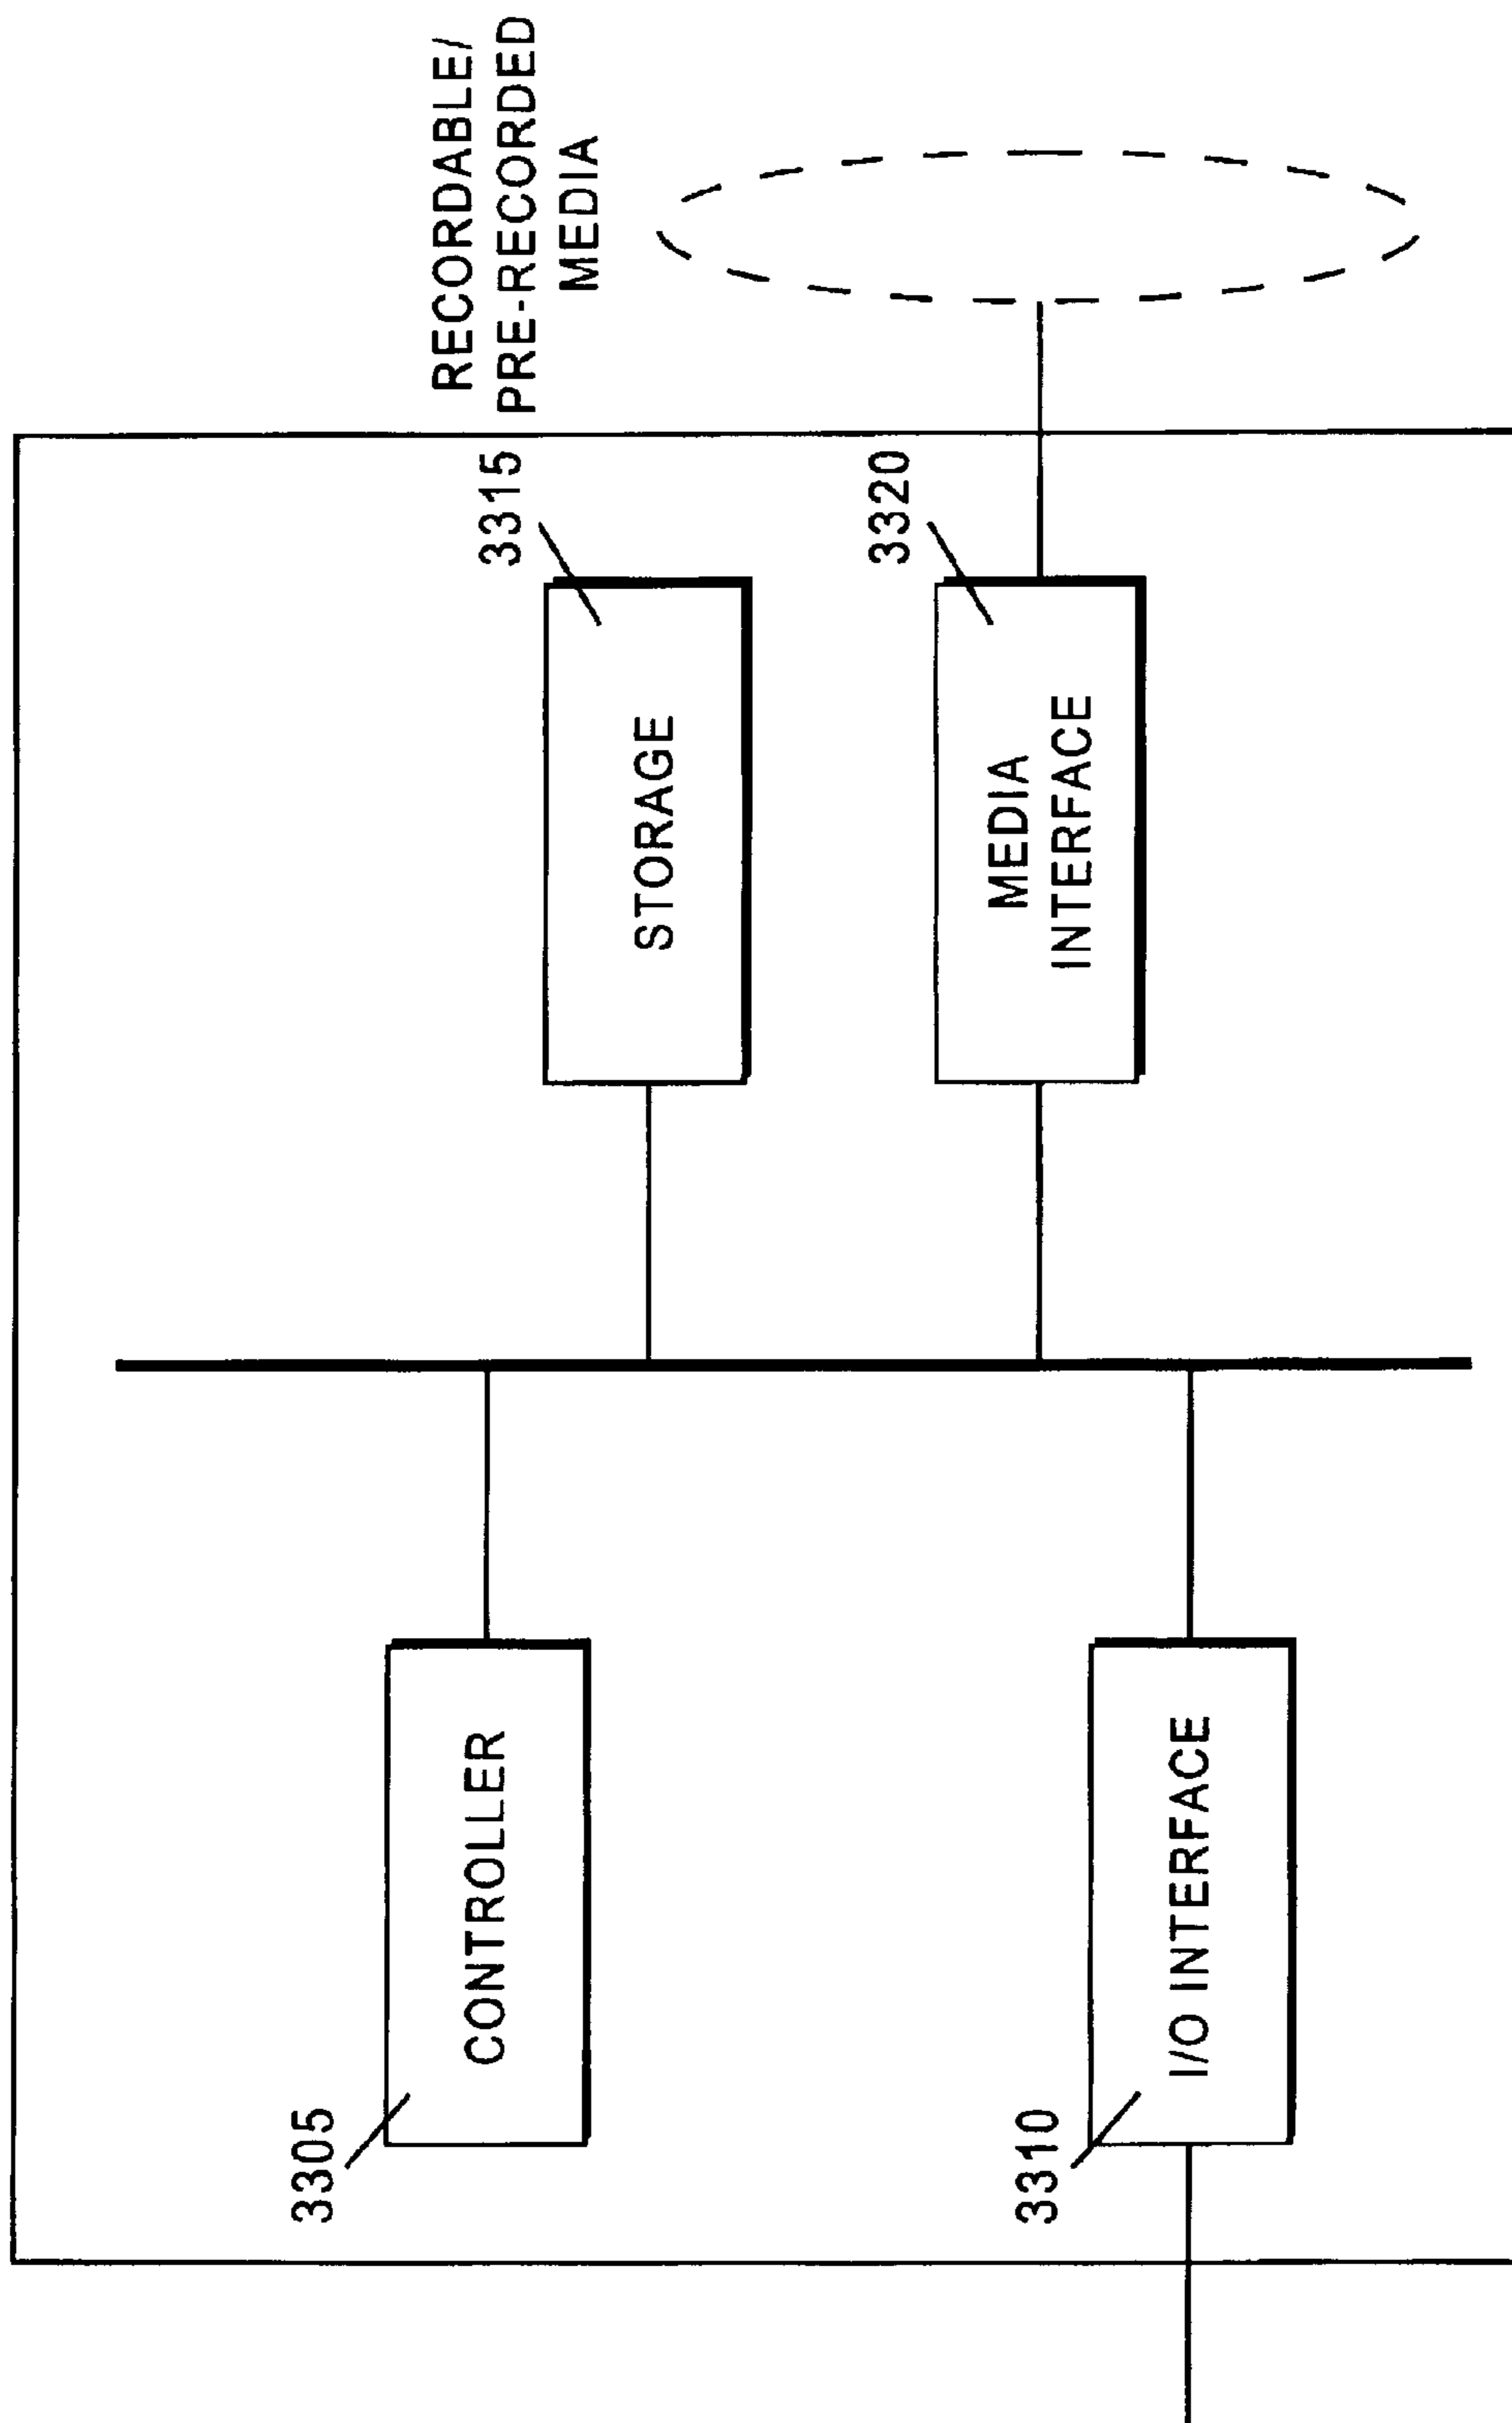 RECORDABLE/
PRE-RECORDED
MEDIA
3305
CONTROLLER
3315
STORAGE
3320
MEDIA
INTERFACE
3310
I/O INTERFACE